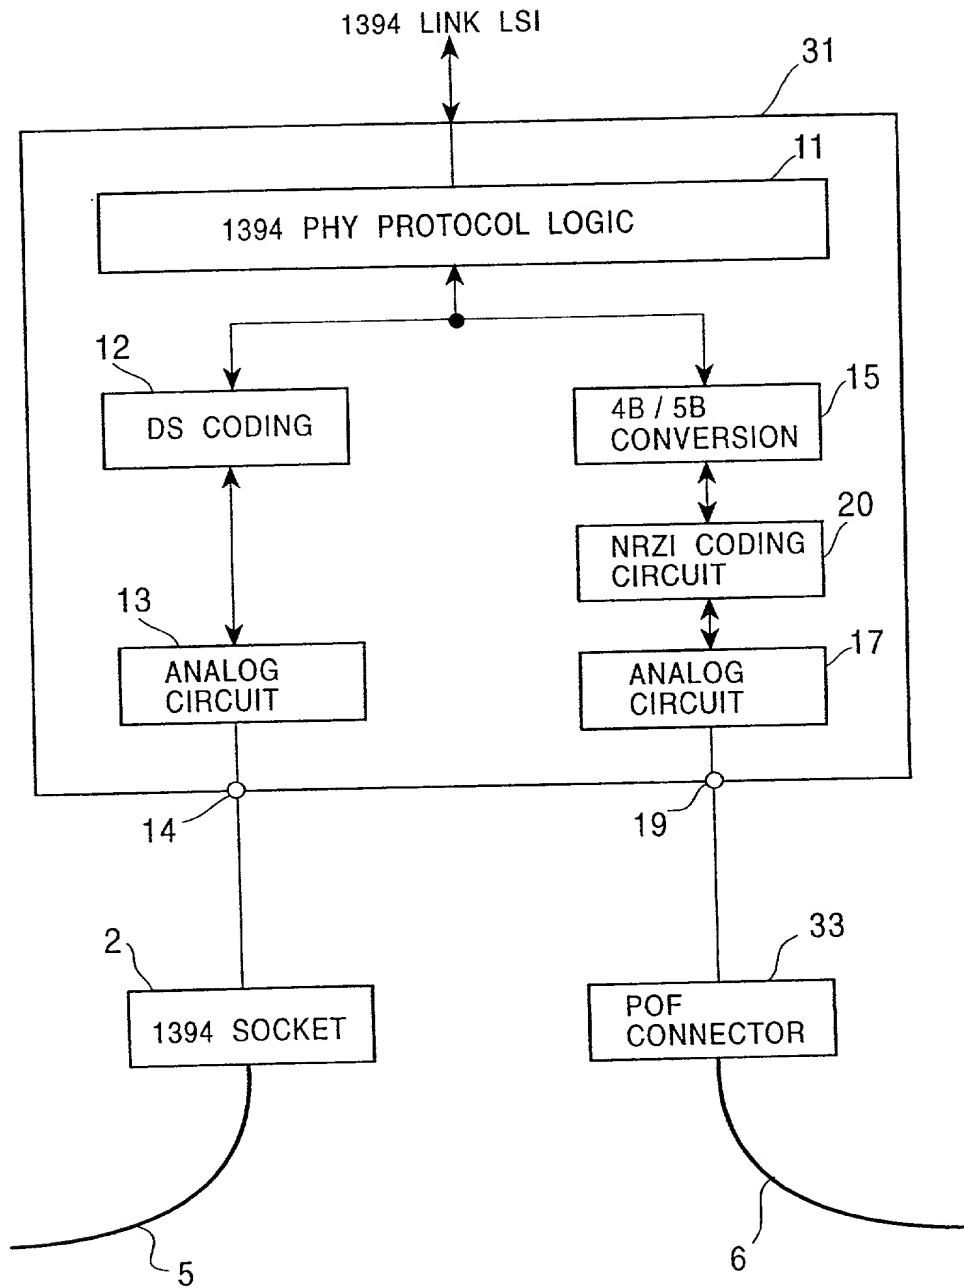 1394 LINK LSI
31
11
1394 PHY PROTOCOL LOGIC
12
DS CODING
15
4B / 5B
CONVERSION
20
NRZI CODING
CIRCUIT
13
ANALOG
CIRCUIT
17
ANALOG
CIRCUIT
14
19
2
1394 SOCKET
33
POF
CONNECTOR
5
6